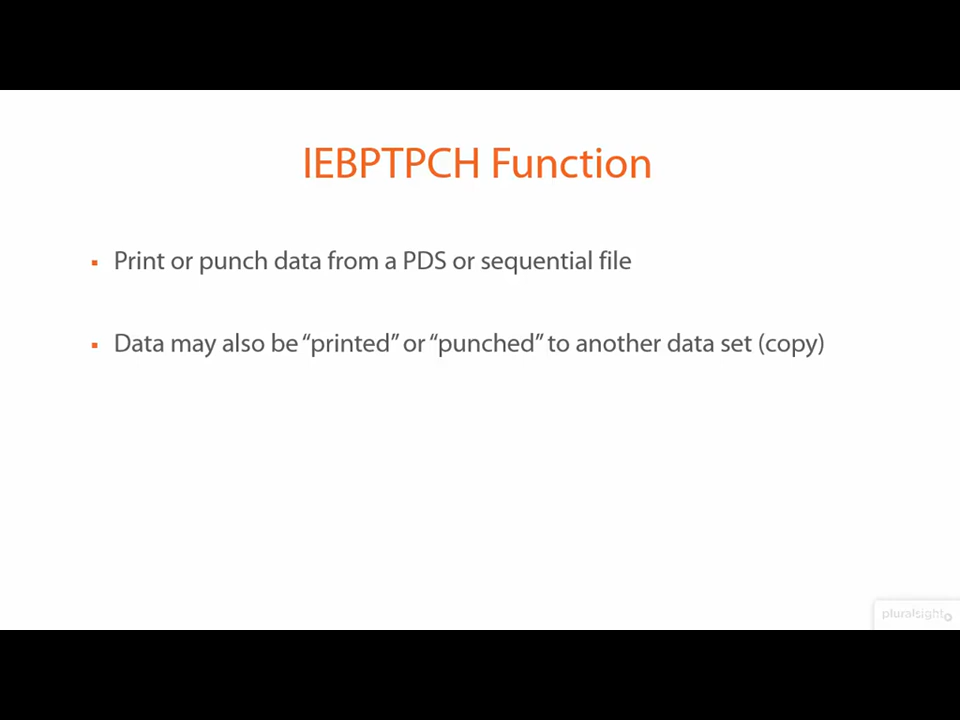 IEBPTPCH Function
▪ Print or punch data from a PDS or sequential file
▪ Data may also be “printed” or “punched” to another data set (copy)
pluralsight